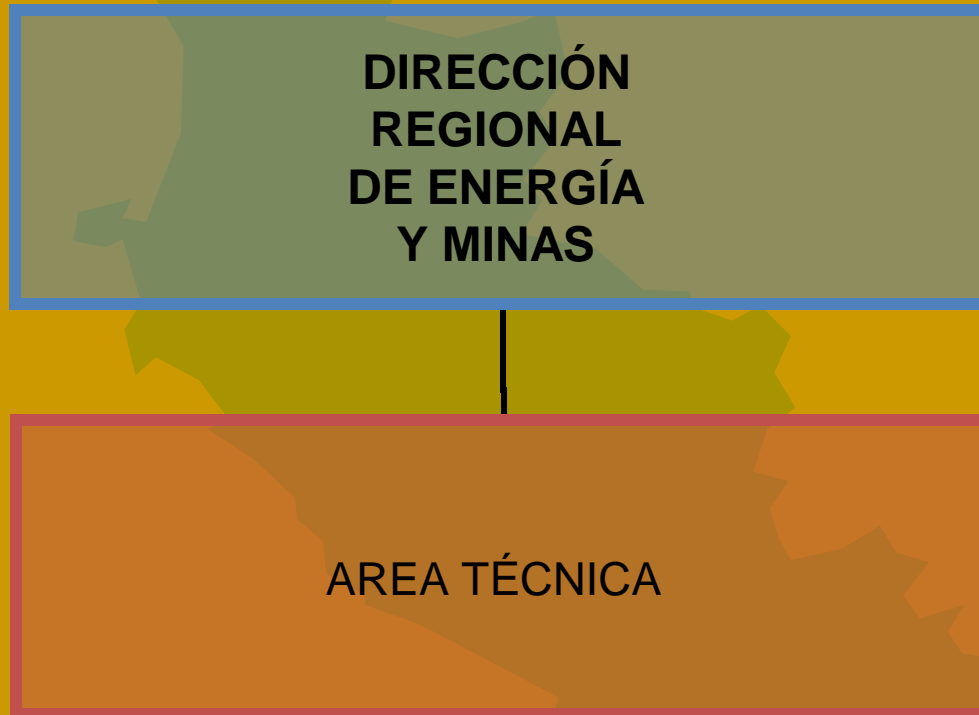 DIRECCIÓN
REGIONAL
DE ENERGÍA
Y MINAS
AREA TÉCNICA